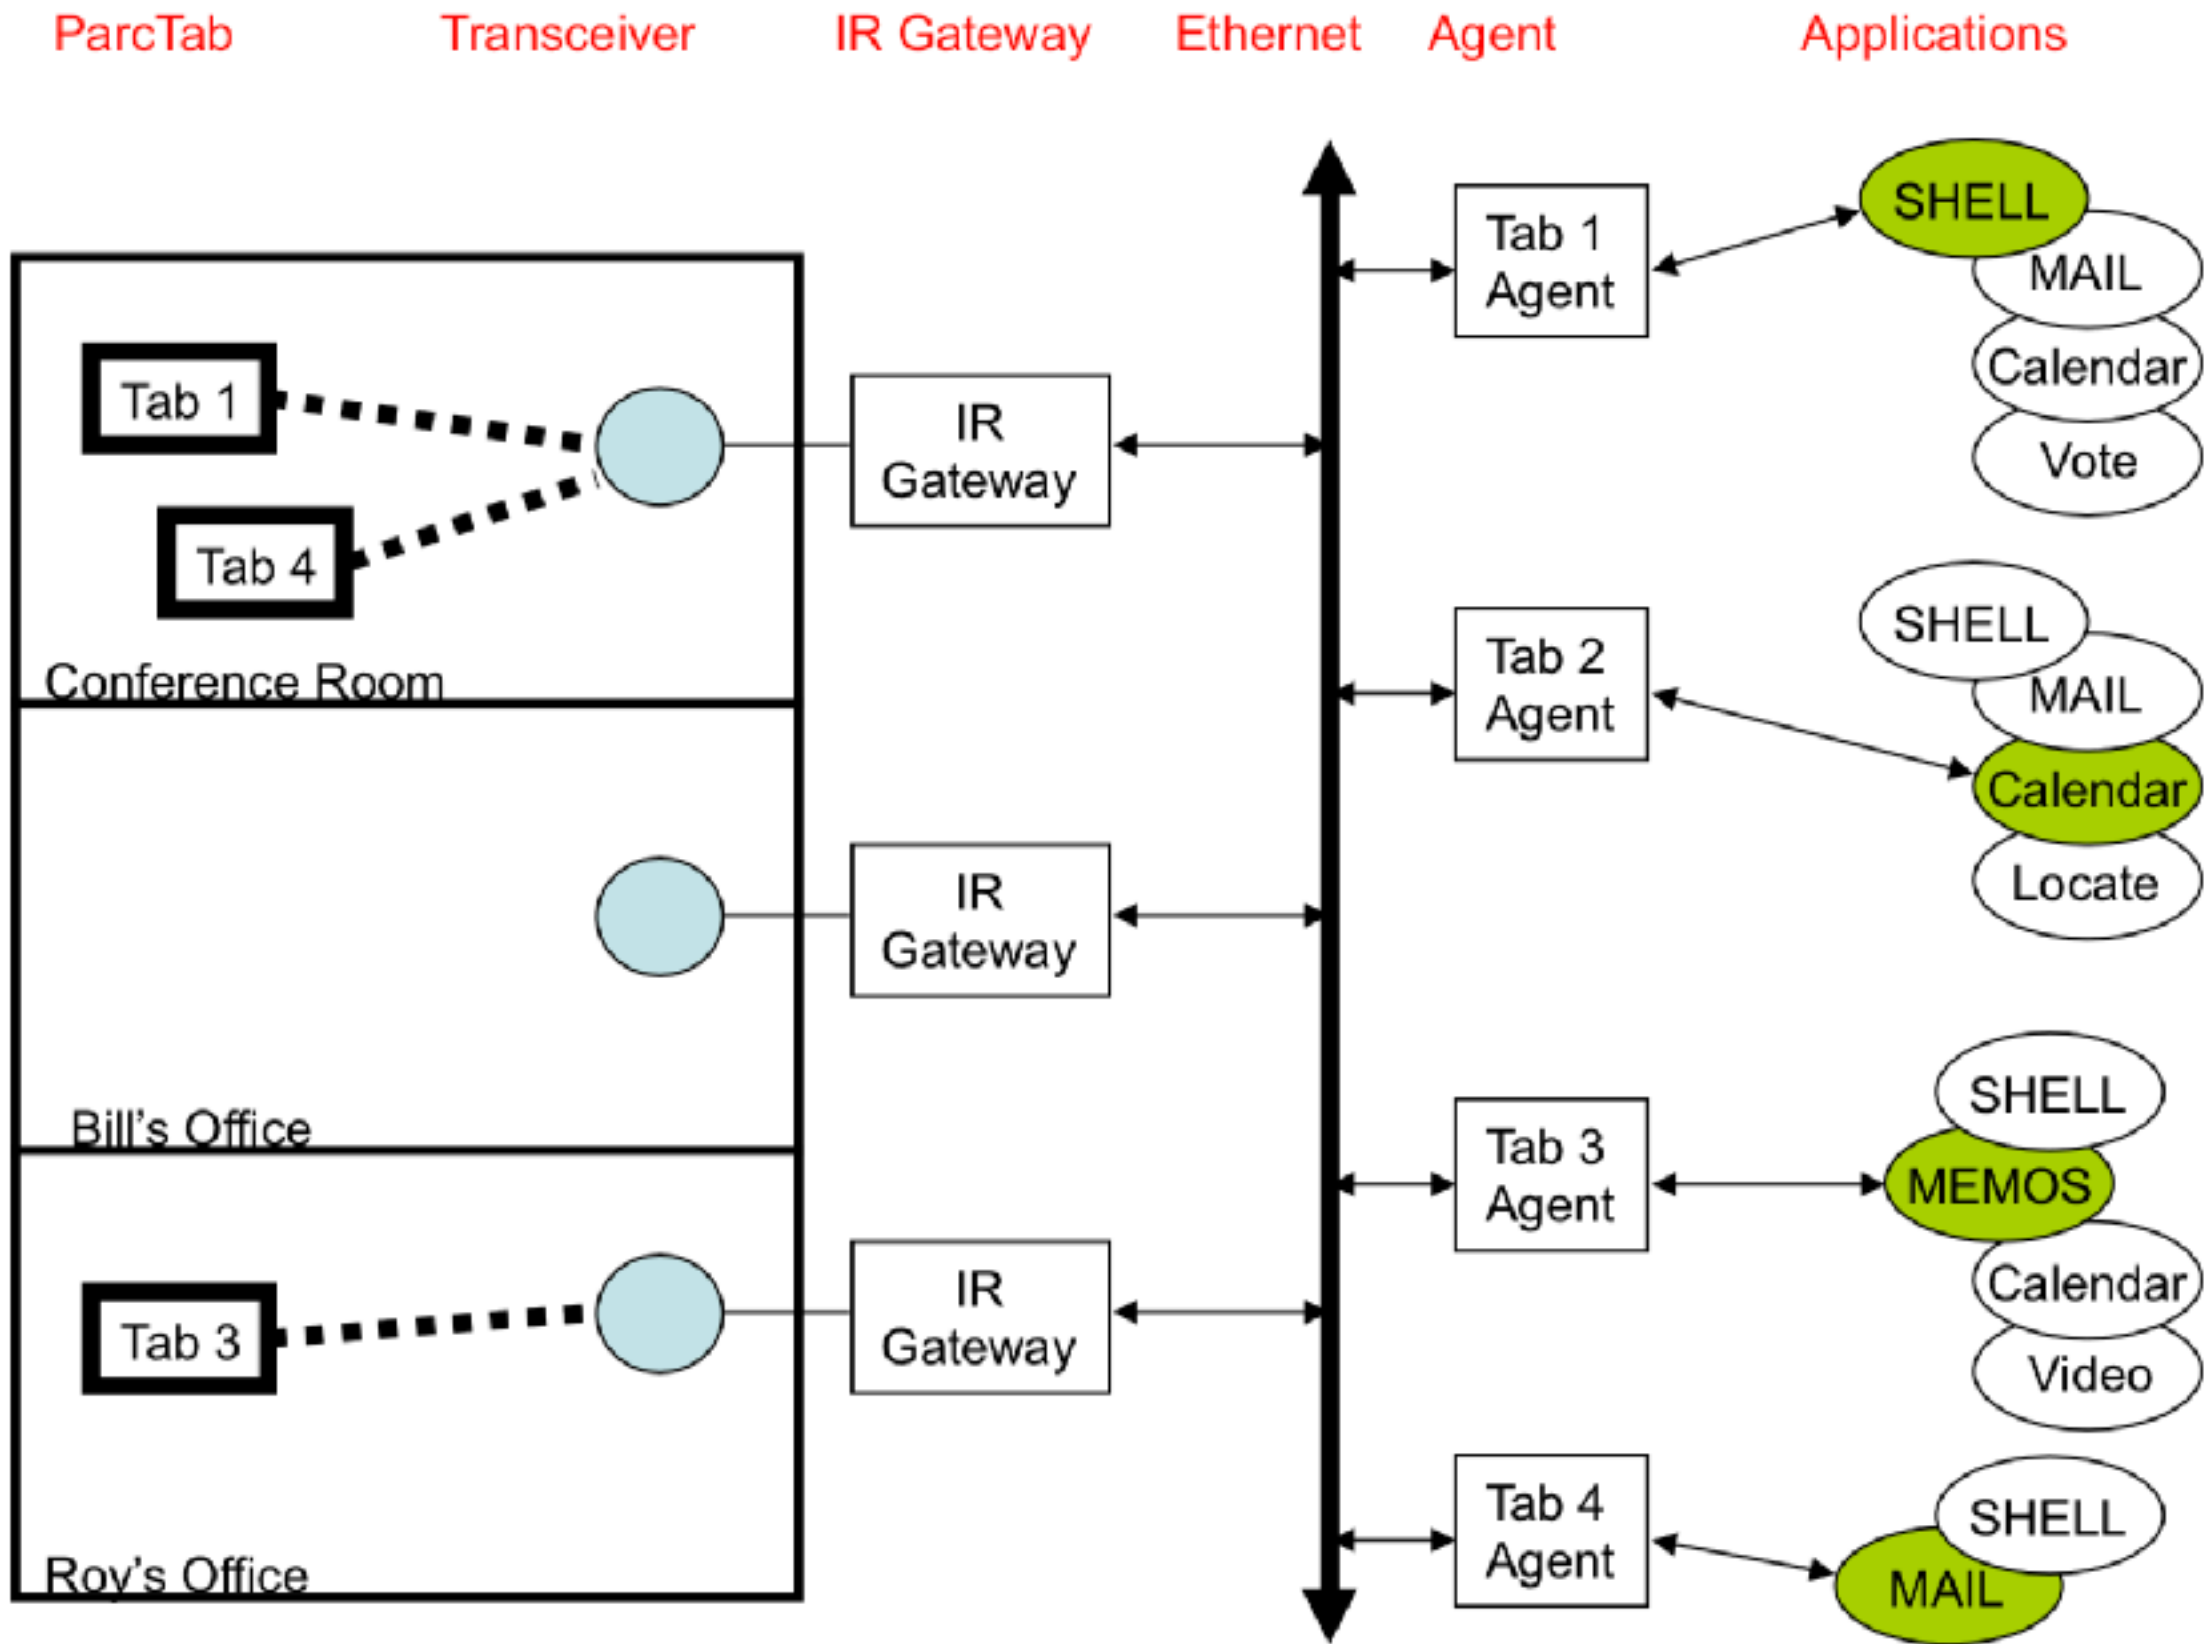 ParcTab Transceiver IR Gateway Ethernet Agent Applications
Tab 1
Tab 4
Conference Room
Bill's Office
Tab 3
Roy's Office
IR
Gateway
IR
Gateway
IR
Gateway
Tab 1
Agent
SHELL
MAIL
Calendar
Vote
Tab 2
Agent
SHELL
MAIL
Calendar
Locate
Tab 3
Agent
SHELL
MEMOS
Calendar
Video
Tab 4
Agent
SHELL
MAIL